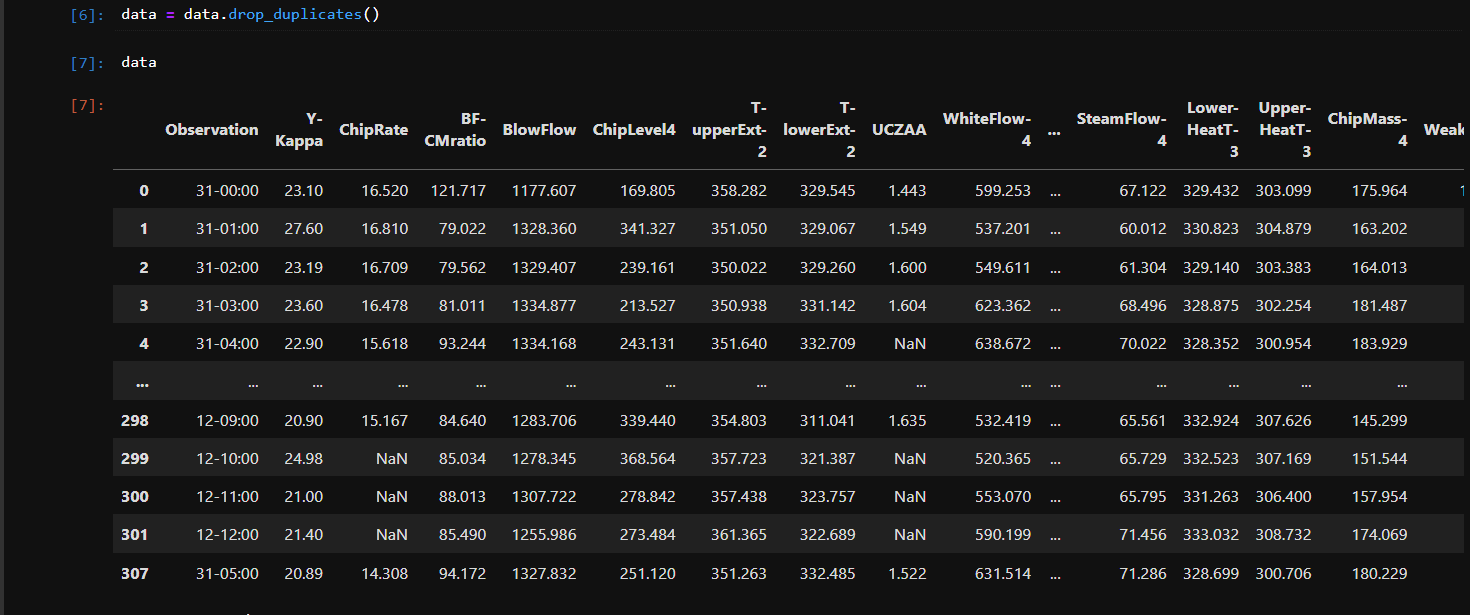 [6]: data = data.drop_duplicates()
[7]: data
[7]:
Observation Y-Kappa ChipRate BF-CMratio BlowFlow ChipLevel4 T-upperExt-2 T-lowerExt-2 UCZAA WhiteFlow-4 ... SteamFlow-4 Lower-HeatT-3 Upper-HeatT-3 ChipMass-4 Weak
0 31-00:00 23.10 16.520 121.717 1177.607 169.805 358.282 329.545 1.443 599.253 ... 67.122 329.432 303.099 175.964 1
1 31-01:00 27.60 16.810 79.022 1328.360 341.327 351.050 329.067 1.549 537.201 ... 60.012 330.823 304.879 163.202
2 31-02:00 23.19 16.709 79.562 1329.407 239.161 350.022 329.260 1.600 549.611 ... 61.304 329.140 303.383 164.013
3 31-03:00 23.60 16.478 81.011 1334.877 213.527 350.938 331.142 1.604 623.362 ... 68.496 328.875 302.254 181.487
4 31-04:00 22.90 15.618 93.244 1334.168 243.131 351.640 332.709 NaN 638.672 ... 70.022 328.352 300.954 183.929
... ... ... ... ... ... ... ... ... ... ... ... ... ... ... ...
298 12-09:00 20.90 15.167 84.640 1283.706 339.440 354.803 311.041 1.635 532.419 ... 65.561 332.924 307.626 145.299
299 12-10:00 24.98 NaN 85.034 1278.345 368.564 357.723 321.387 NaN 520.365 ... 65.729 332.523 307.169 151.544
300 12-11:00 21.00 NaN 88.013 1307.722 278.842 357.438 323.757 NaN 553.070 ... 65.795 331.263 306.400 157.954
301 12-12:00 21.40 NaN 85.490 1255.986 273.484 361.365 322.689 NaN 590.199 ... 71.456 333.032 308.732 174.069
307 31-05:00 20.89 14.308 94.172 1327.832 251.120 351.263 332.485 1.522 631.514 ... 71.286 328.699 300.706 180.229